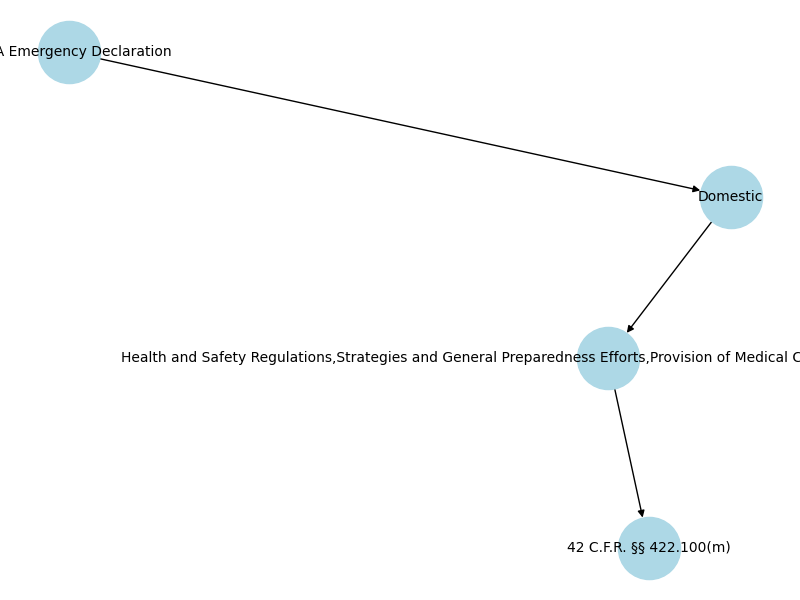 A Emergency Declaration
Domestic
Health and Safety Regulations,Strategies and General Preparedness Efforts,Provision of Medical C
42 C.F.R. §§ 422.100(m)